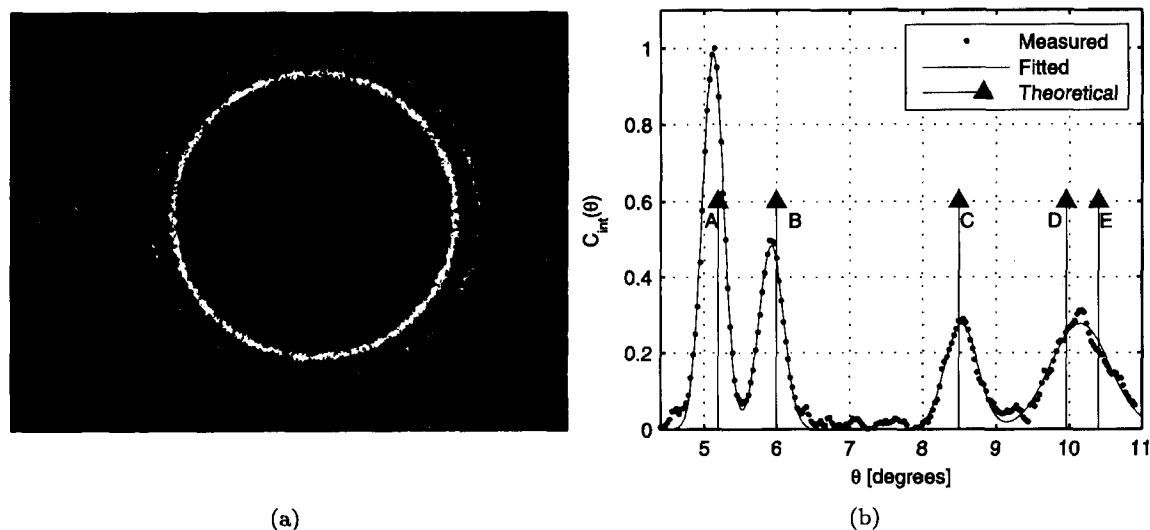 Measured
Fitted
Theoretical
1
0.8
0.6
0.4
0.2
0
C_int(θ)
A
B
C
D
E
5 6 7 8 9 10 11
θ [degrees]
(a)
(b)